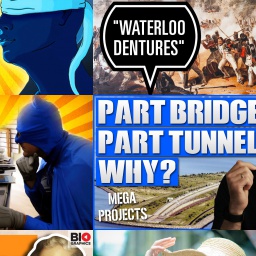 "WATERLOO
DENTURES"
PART BRIDGE
PART TUNNEL
WHY?
MEGA
PROJECTS
BIO
GRAPHICS